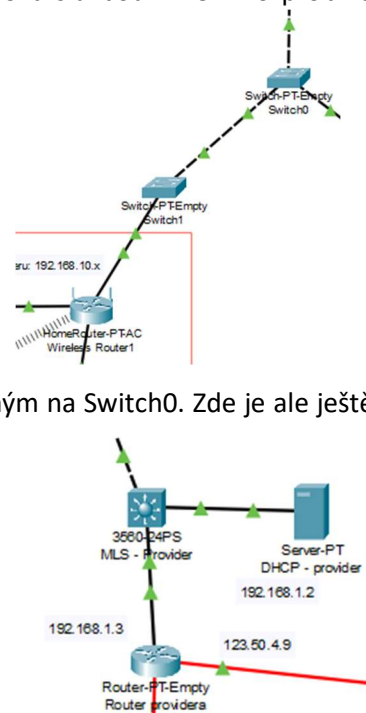 Switch-PT-Empty
Switch0
Switch-PT-Empty
Switch1
eru: 192.168.10.x
HomeRouter-PT-AC
Wireless Router1
ným na Switch0. Zde je ale ještě
3560-24PS
MLS - Provider
Server-PT
DHCP - provider
192.168.1.2
192.168.1.3
123.50.4.9
Router-PT-Empty
Router providera